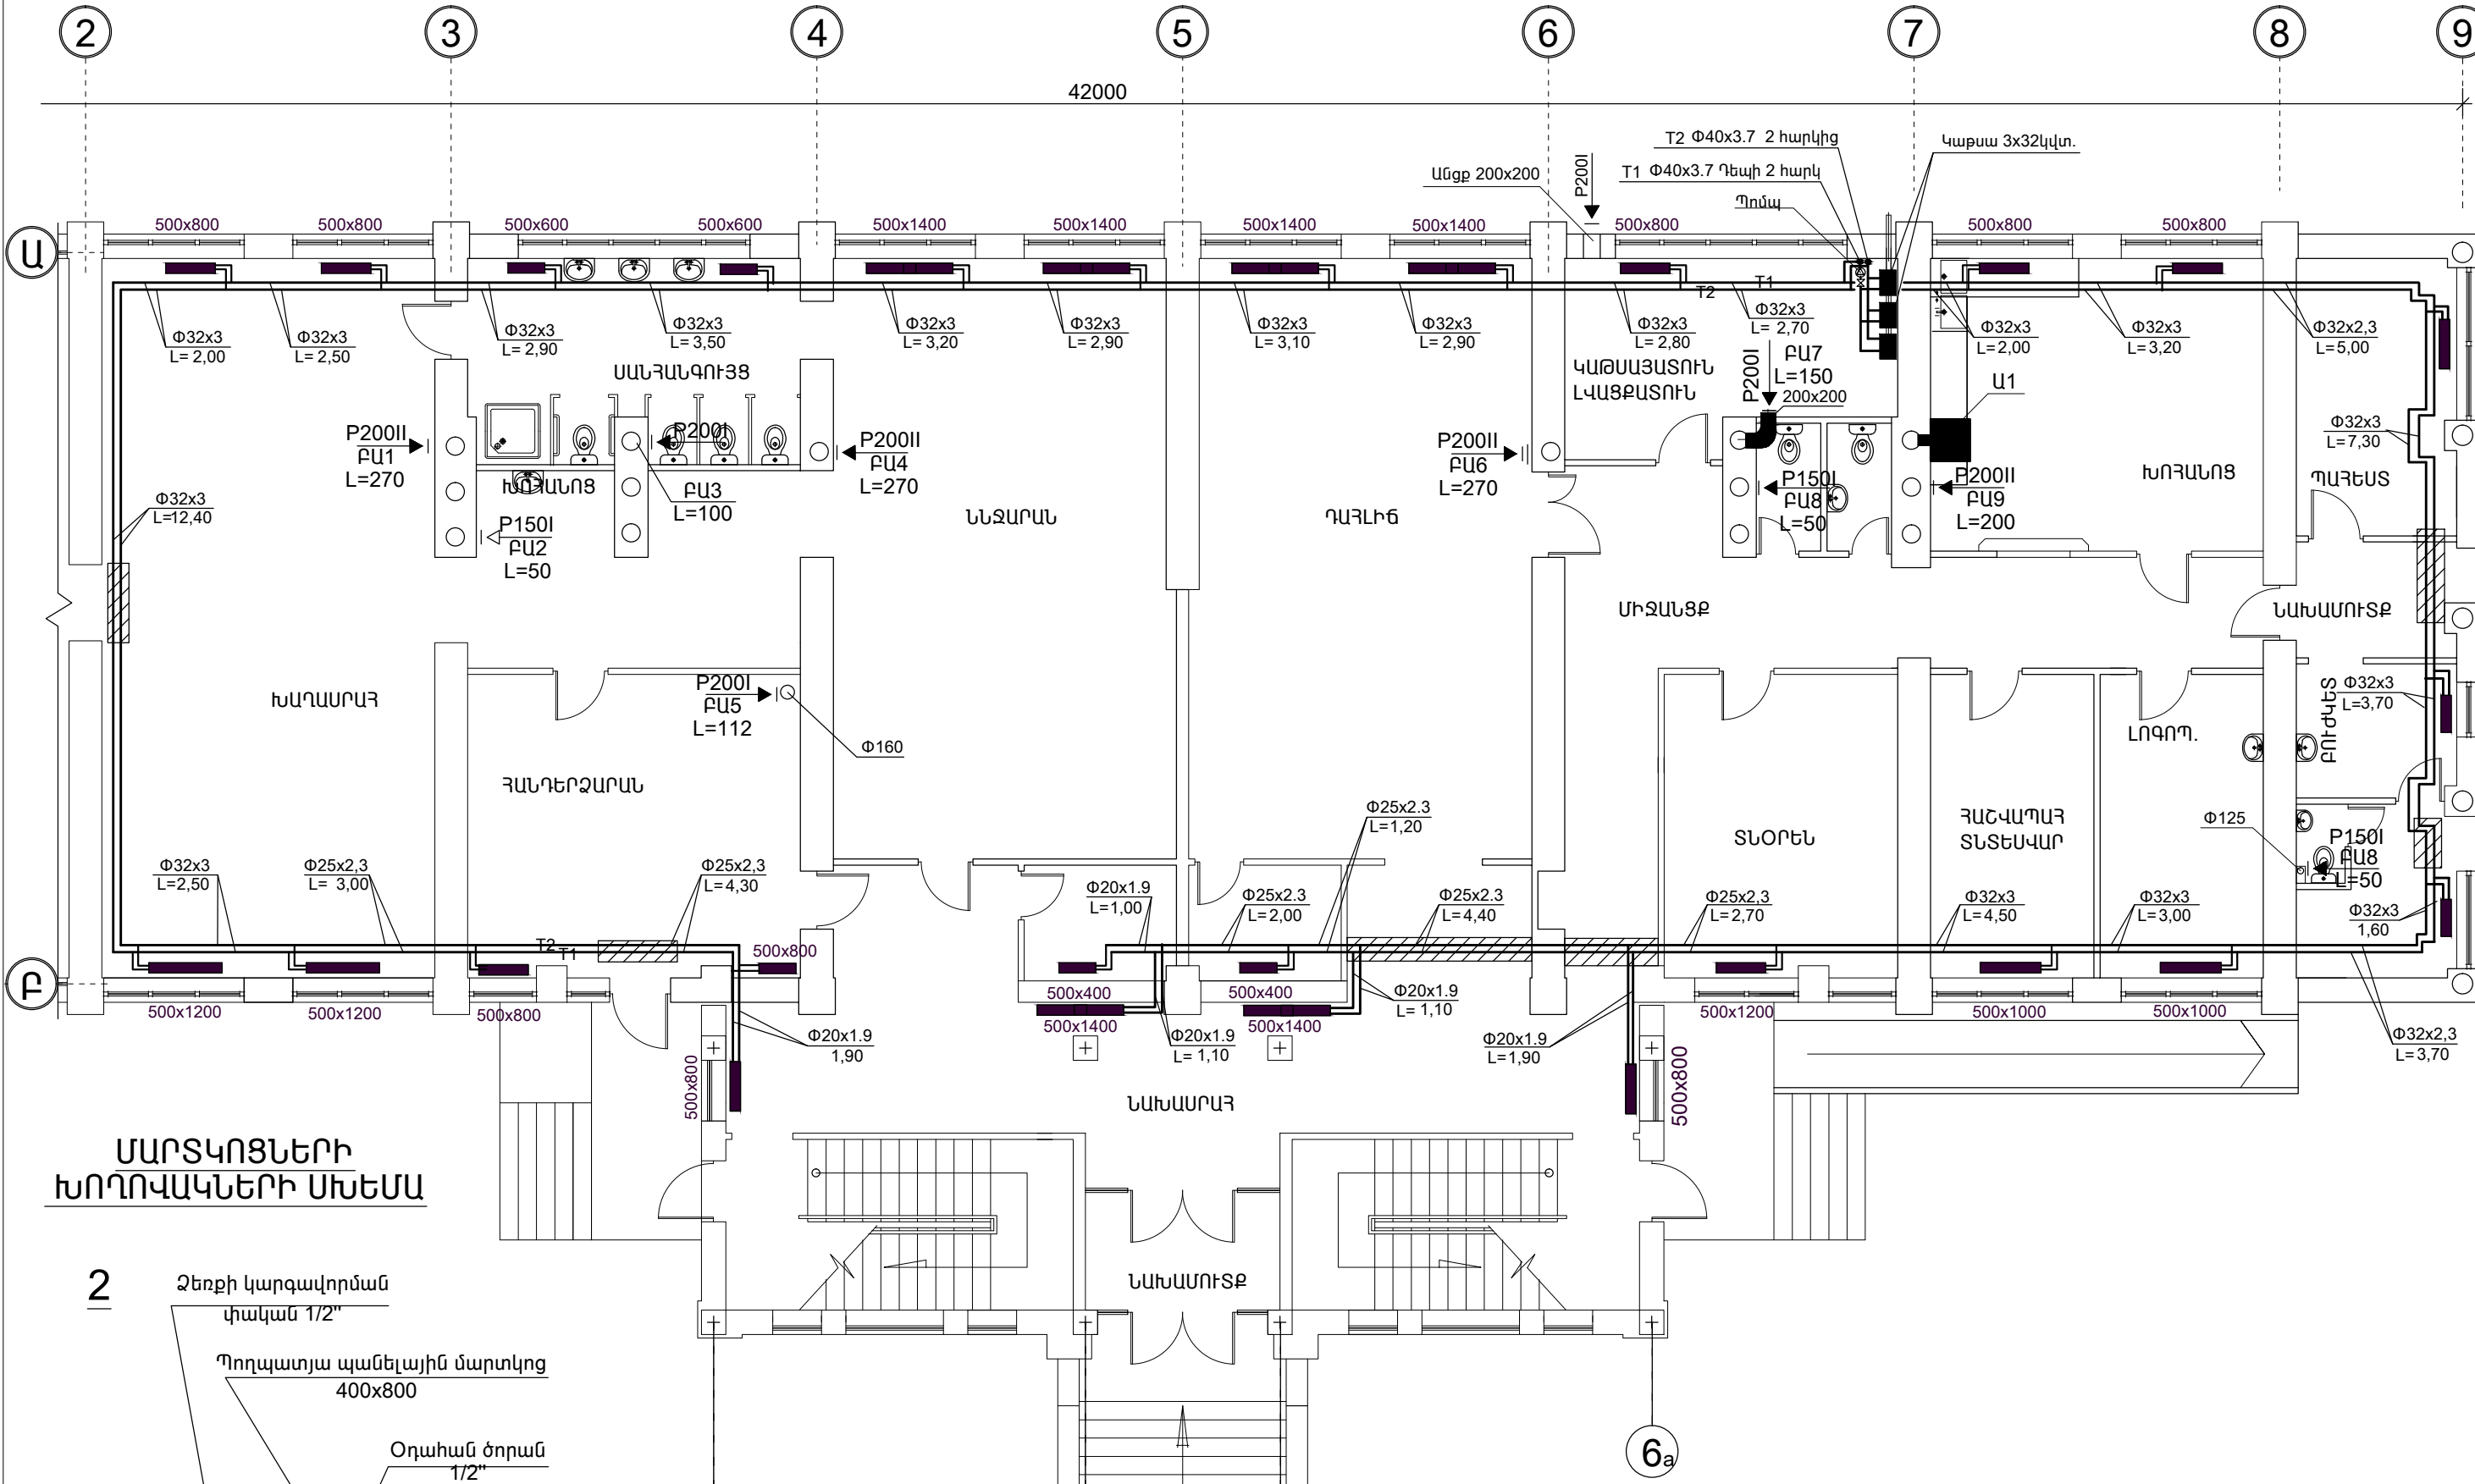 2
3
4
5
6
7
8
9
42000
T2 Φ40x3.7 2 հարկից
Կաթսա 3x32կվտ.
T1 Φ40x3.7 Դեպի 2 հարկ
Անցք 200x200
P200I
Պոմպ
500x800
500x800
500x600
500x600
500x1400
500x1400
500x1400
500x1400
500x800
500x800
500x800
Ա
T1
T2
Φ32x3
L= 2,00
Φ32x3
L= 2,50
Φ32x3
L= 2,90
Φ32x3
L= 3,50
Φ32x3
L= 3,20
Φ32x3
L= 2,90
Φ32x3
L= 3,10
Φ32x3
L= 2,90
Φ32x3
L=2,80
Φ32x3
L= 2,70
Φ32x3
L=2,00
Φ32x3
L=3,20
Φ32x2,3
L=5,00
ՍԱՆՀԱՆԳՈՒՅՑ
ԿԱԹՍԱՅԱՏՈՒՆ
ԼՎԱՑՔԱՏՈՒՆ
P200I
ԲԱ7
L=150
200x200
Ա1
P200II
ԲԱ1
L=270
P200I
P200II
ԲԱ4
L=270
P200II
ԲԱ6
L=270
Φ32x3
L=7,30
ԽՈՀԱՆՈՑ
ԲԱ3
L=100
P150I
ԲԱ8
L=50
P200II
ԲԱ9
L=200
ԽՈՀԱՆՈՑ
ՊԱՀԵՍՏ
Φ32x3
L=12,40
P150I
ԲԱ2
L=50
ՆՆՋԱՐԱՆ
ԴԱՀԼԻՃ
ՄԻՋԱՆՑՔ
ՆԱԽԱՄՈՒՏՔ
ԽԱՂԱՍՐԱՀ
P200I
ԲԱ5
L=112
Φ160
ՀԱՆԴԵՐՁԱՐԱՆ
ԲՈՒԺԿԵՏ
Φ32x3
L=3,70
ԼՈԳՈՊ.
Φ25x2.3
L=1,20
ՏՆՕՐԵՆ
ՀԱՇՎԱՊԱՀ
ՏՆՏԵՍՎԱՐ
Φ125
P150I
ԲԱ8
L=50
Φ32x3
L=2,50
Φ25x2,3
L= 3,00
Φ25x2,3
L=4,30
Φ20x1.9
L=1,00
Φ25x2.3
L= 2,00
Φ25x2.3
L= 4,40
Φ25x2,3
L=2,70
Φ32x3
L=4,50
Φ32x3
L=3,00
Φ32x3
1,60
T2
T1
500x800
Բ
500x1200
500x1200
500x800
500x400
500x1400
500x400
500x1400
Φ20x1.9
L= 1,10
500x1200
500x1000
500x1000
Φ20x1.9
1,90
Φ20x1.9
L= 1,10
Φ20x1.9
L=1,90
Φ32x2,3
L=3,70
500x800
500x800
ՆԱԽԱՍՐԱՀ
ՄԱՐՏԿՈՑՆԵՐԻ
ԽՈՂՈՎԱԿՆԵՐԻ ՍԽԵՄԱ
ՆԱԽԱՄՈՒՏՔ
2
Ձեռքի կարգավորման
փական 1/2"
Պողպատյա պանելային մարտկոց
400x800
Օդահան ծորան
1/2"
6a